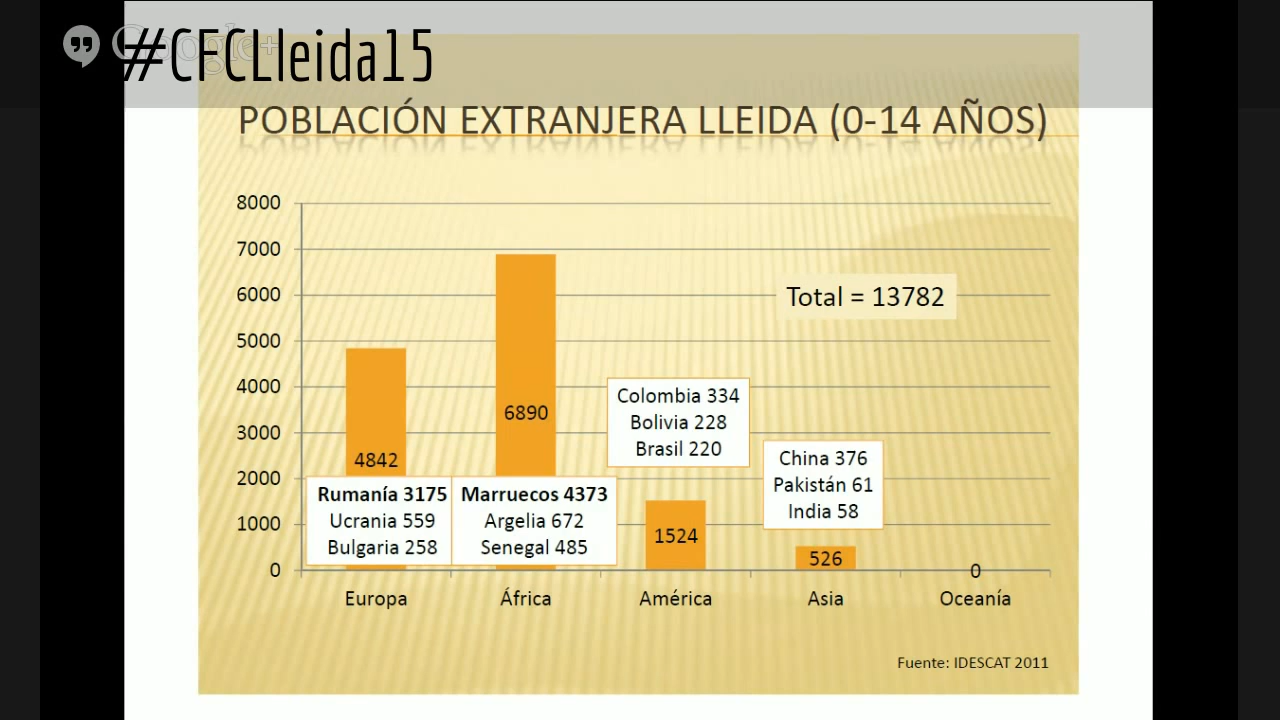 Google+
#CFCLleida15
POBLACIÓN EXTRANJERA LLEIDA (0-14 AÑOS)
8000
7000
6000
5000
4000
3000
2000
1000
0
Total = 13782
4842
6890
1524
526
0
Rumanía 3175
Ucrania 559
Bulgaria 258
Marruecos 4373
Argelia 672
Senegal 485
Colombia 334
Bolivia 228
Brasil 220
China 376
Pakistán 61
India 58
Europa
África
América
Asia
Oceanía
Fuente: IDESCAT 2011